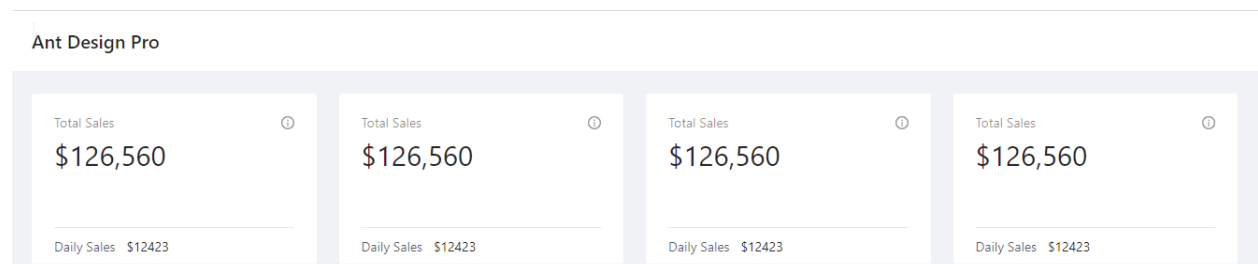 Ant Design Pro
Total Sales Total Sales Total Sales Total Sales
$126,560 $126,560 $126,560 $126,560
Daily Sales $12423 Daily Sales $12423 Daily Sales $12423 Daily Sales $12423